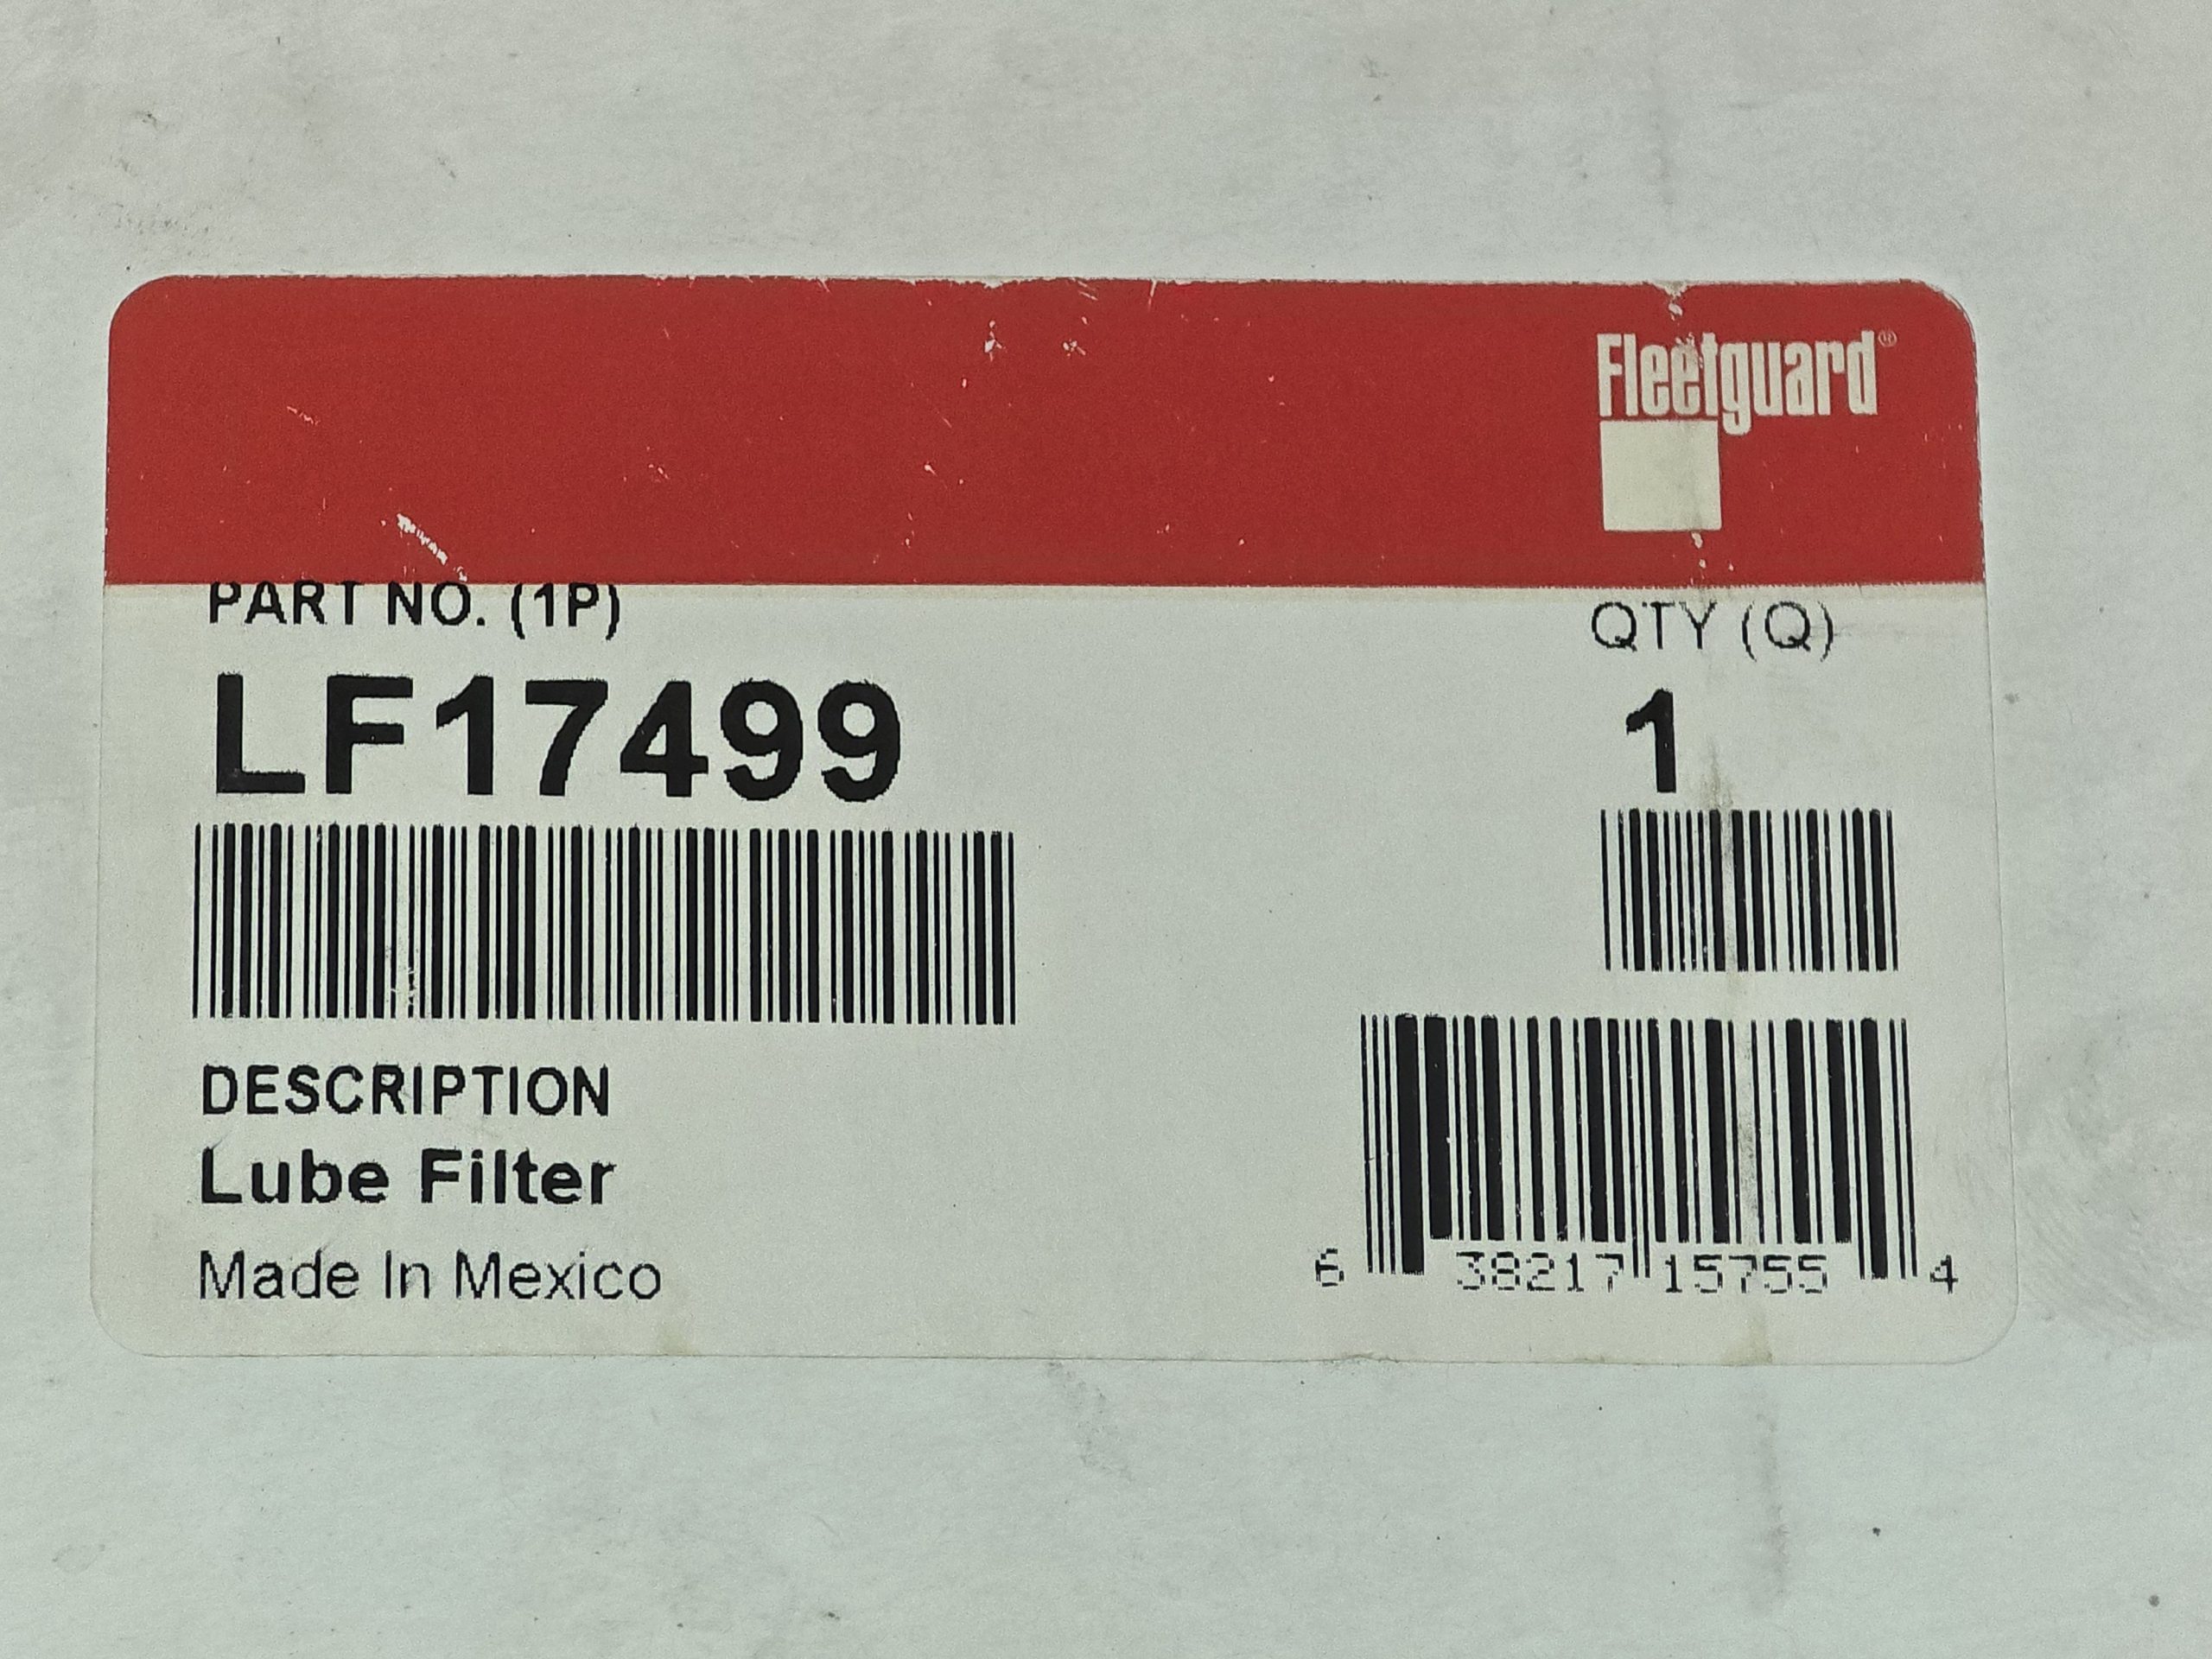 Fleetguard®
PART NO. (1P)
QTY (Q)
LF17499
1
DESCRIPTION
Lube Filter
Made In Mexico
6 38217 15755 4